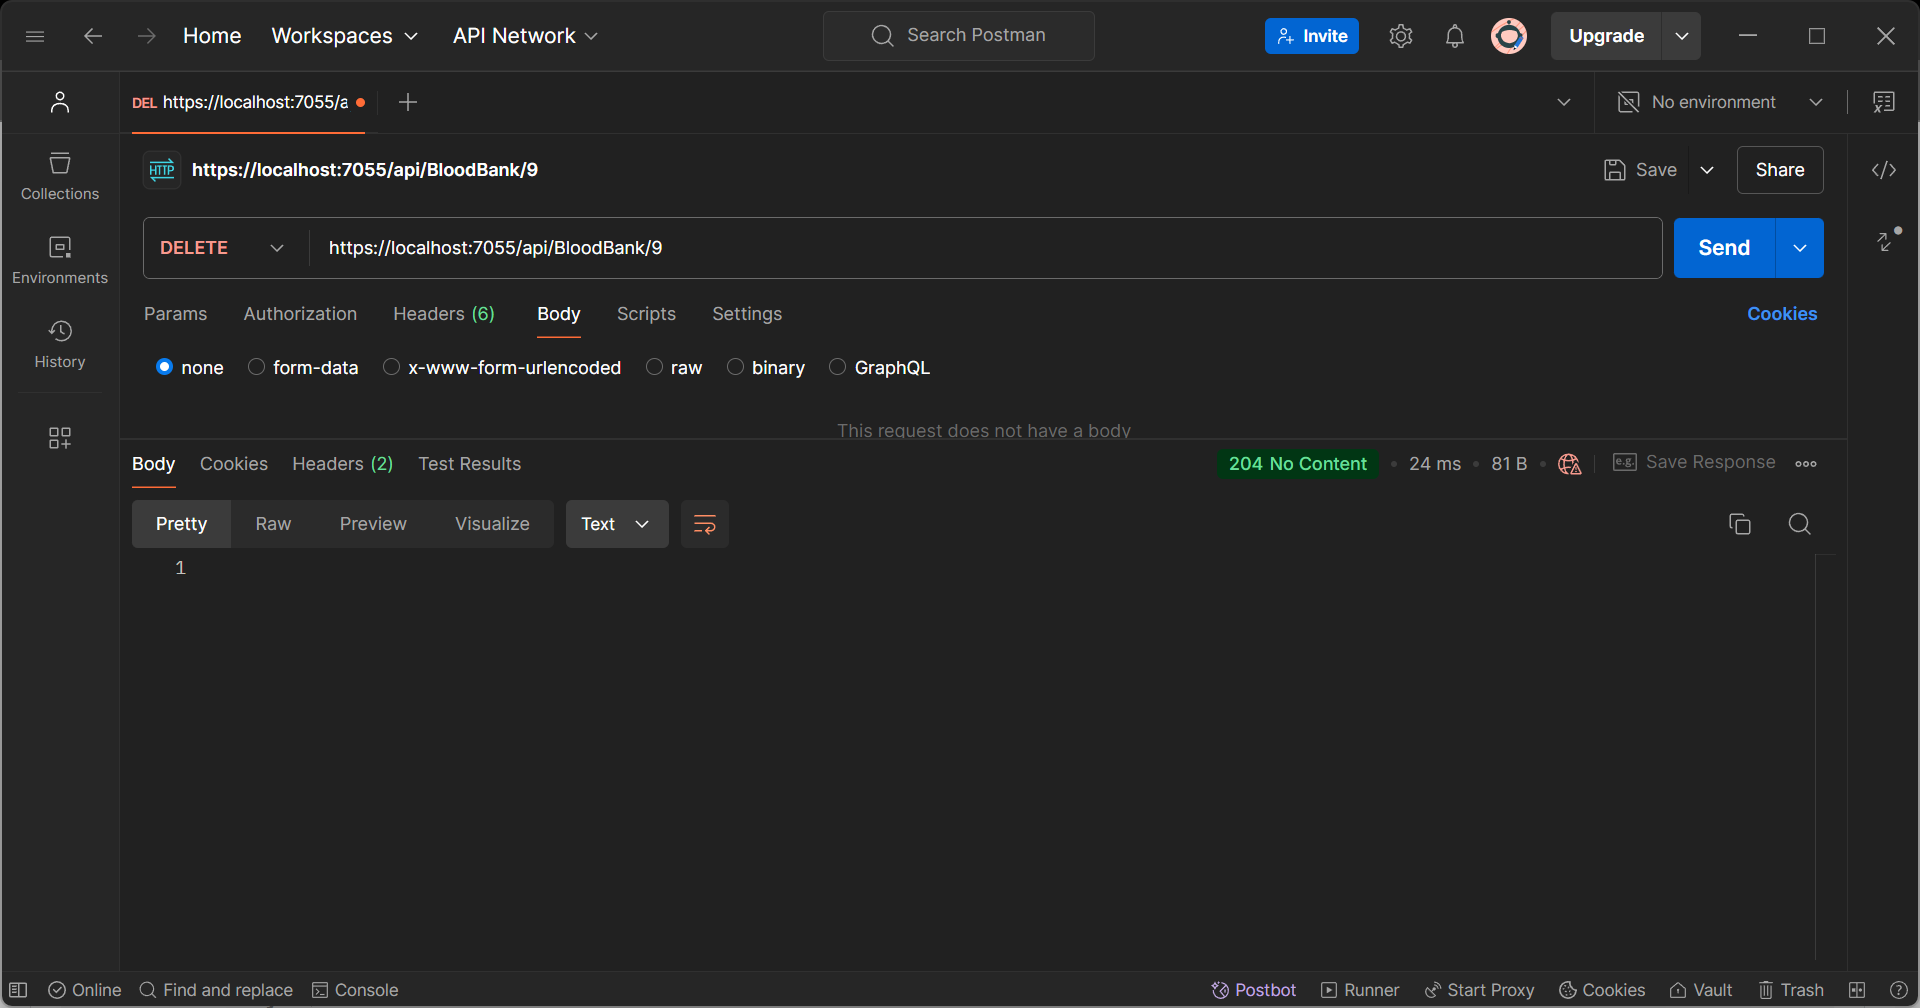 Home Workspaces API Network Search Postman Invite Upgrade
DEL https://localhost:7055/a No environment
HTTP https://localhost:7055/api/BloodBank/9 Save Share
Collections
DELETE https://localhost:7055/api/BloodBank/9 Send
Environments
Params Authorization Headers (6) Body Scripts Settings Cookies
History
none form-data x-www-form-urlencoded raw binary GraphQL
This request does not have a body
Body Cookies Headers (2) Test Results 204 No Content 24 ms 81 B e.g. Save Response
Pretty Raw Preview Visualize Text
1
Online Find and replace Console Postbot Runner Start Proxy Cookies Vault Trash